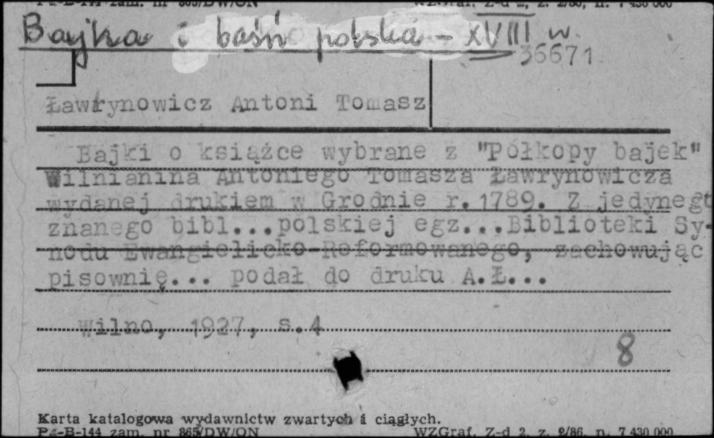 Pu-B-144 zam. nr 865/DW/ON WZGraf. Z-d 2, z. 2/86, n. 7 430 000
Bajka i baśń polska - XVIII w.
36671
Ławrynowicz Antoni Tomasz
Bajki o książce wybrane z "Półkopy bajek"
Wilnianina Antoniego Tomasza Ławrynowicza
wydanej drukiem w Grodnie r. 1789. Z jedynego
znanego bibl...polskiej egz...Biblioteki Sy-
nodu Ewangielicko-Reformowanego, zachowując
pisownię... podał do druku A.Ł...
Wilno, 1927, s.4
8
Karta katalogowa wydawnictw zwartych i ciągłych.
Pu-B-144 zam. nr 865/DW/ON WZGraf. Z-d 2, z. 2/86, n. 7 430 000